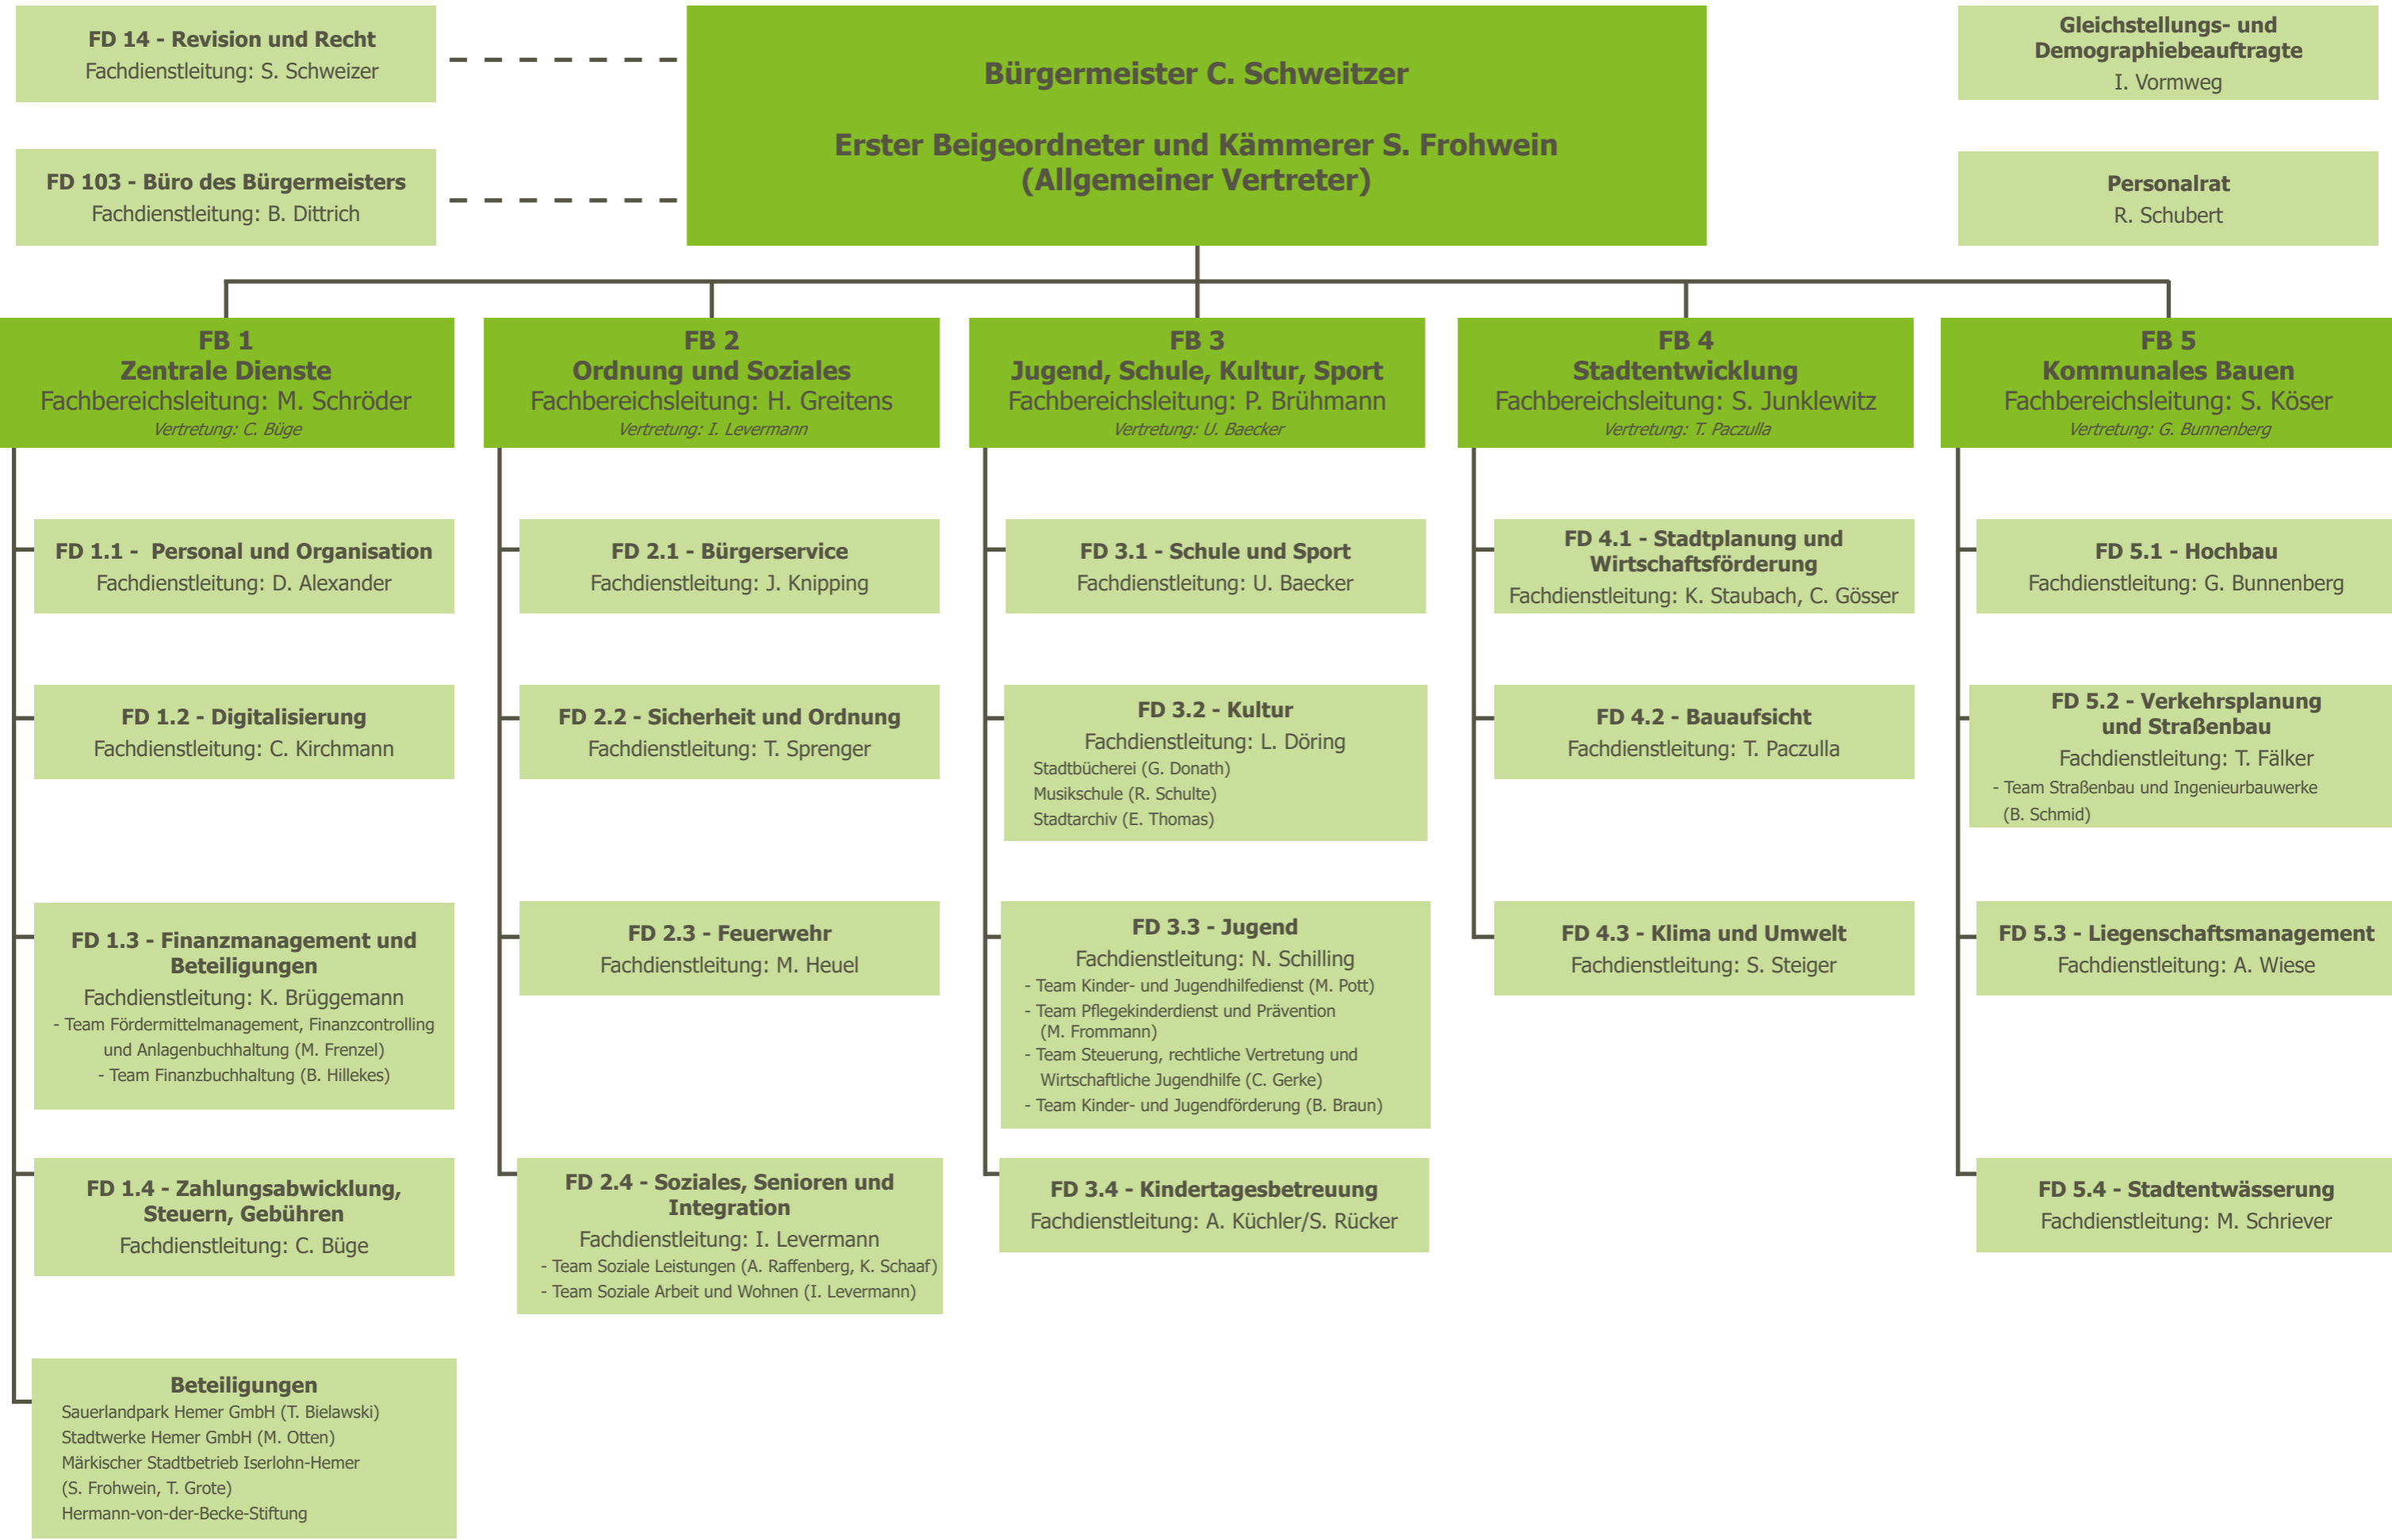 FD 14 - Revision und Recht
Fachdienstleitung: S. Schweizer
FD 103 - Büro des Bürgermeisters
Fachdienstleitung: B. Dittrich
Bürgermeister C. Schweitzer
Erster Beigeordneter und Kämmerer S. Frohwein
(Allgemeiner Vertreter)
Gleichstellungs- und
Demographiebeauftragte
I. Vormweg
Personalrat
R. Schubert
FB 1
Zentrale Dienste
Fachbereichsleitung: M. Schröder
Vertretung: C. Büge
FD 1.1 -  Personal und Organisation
Fachdienstleitung: D. Alexander
FD 1.2 - Digitalisierung
Fachdienstleitung: C. Kirchmann
FD 1.3 - Finanzmanagement und
Beteiligungen
Fachdienstleitung: K. Brüggemann
- Team Fördermittelmanagement, Finanzcontrolling
und Anlagenbuchhaltung (M. Frenzel)
- Team Finanzbuchhaltung (B. Hillekes)
FD 1.4 - Zahlungsabwicklung,
Steuern, Gebühren
Fachdienstleitung: C. Büge
Beteiligungen
Sauerlandpark Hemer GmbH (T. Bielawski)
Stadtwerke Hemer GmbH (M. Otten)
Märkischer Stadtbetrieb Iserlohn-Hemer
(S. Frohwein, T. Grote)
Hermann-von-der-Becke-Stiftung
FB 2
Ordnung und Soziales
Fachbereichsleitung: H. Greitens
Vertretung: I. Levermann
FD 2.1 - Bürgerservice
Fachdienstleitung: J. Knipping
FD 2.2 - Sicherheit und Ordnung
Fachdienstleitung: T. Sprenger
FD 2.3 - Feuerwehr
Fachdienstleitung: M. Heuel
FD 2.4 - Soziales, Senioren und
Integration
Fachdienstleitung: I. Levermann
- Team Soziale Leistungen (A. Raffenberg, K. Schaaf)
- Team Soziale Arbeit und Wohnen (I. Levermann)
FB 3
Jugend, Schule, Kultur, Sport
Fachbereichsleitung: P. Brühmann
Vertretung: U. Baecker
FD 3.1 - Schule und Sport
Fachdienstleitung: U. Baecker
FD 3.2 - Kultur
Fachdienstleitung: L. Döring
Stadtbücherei (G. Donath)
Musikschule (R. Schulte)
Stadtarchiv (E. Thomas)
FD 3.3 - Jugend
Fachdienstleitung: N. Schilling
- Team Kinder- und Jugendhilfedienst (M. Pott)
- Team Pflegekinderdienst und Prävention
(M. Frommann)
- Team Steuerung, rechtliche Vertretung und
Wirtschaftliche Jugendhilfe (C. Gerke)
- Team Kinder- und Jugendförderung (B. Braun)
FD 3.4 - Kindertagesbetreuung
Fachdienstleitung: A. Küchler/S. Rücker
FB 4
Stadtentwicklung
Fachbereichsleitung: S. Junklewitz
Vertretung: T. Paczulla
FD 4.1 - Stadtplanung und
Wirtschaftsförderung
Fachdienstleitung: K. Staubach, C. Gösser
FD 4.2 - Bauaufsicht
Fachdienstleitung: T. Paczulla
FD 4.3 - Klima und Umwelt
Fachdienstleitung: S. Steiger
FB 5
Kommunales Bauen
Fachbereichsleitung: S. Köser
Vertretung: G. Bunnenberg
FD 5.1 - Hochbau
Fachdienstleitung: G. Bunnenberg
FD 5.2 - Verkehrsplanung
und Straßenbau
Fachdienstleitung: T. Fälker
- Team Straßenbau und Ingenieurbauwerke
(B. Schmid)
FD 5.3 - Liegenschaftsmanagement
Fachdienstleitung: A. Wiese
FD 5.4 - Stadtentwässerung
Fachdienstleitung: M. Schriever